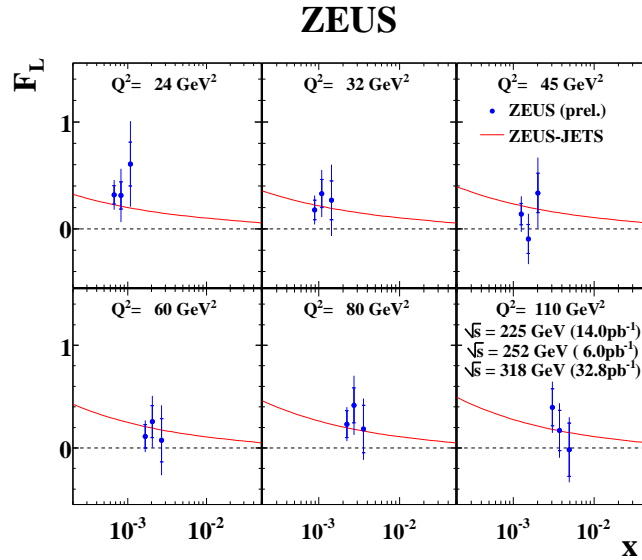 ZEUS
F_L
Q²= 24 GeV²
Q²= 32 GeV²
Q²= 45 GeV²
ZEUS (prel.)
ZEUS-JETS
1
0
Q²= 60 GeV²
Q²= 80 GeV²
Q²= 110 GeV²
√s = 225 GeV (14.0pb⁻¹)
√s = 252 GeV ( 6.0pb⁻¹)
√s = 318 GeV (32.8pb⁻¹)
1
0
10⁻³ 10⁻² 10⁻³ 10⁻² 10⁻³ 10⁻²
x